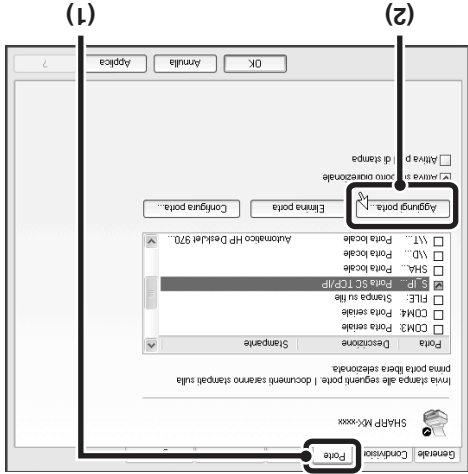 Generale Condivision Porte
SHARP MX-xxxx
Invia stampa alle seguenti porte. I documenti saranno stampati sulla
prima porta libera selezionata.
Porta Descrizione Stampante
COM3: Porta seriale
COM4: Porta seriale
FILE: Stampa su file
S_IP... Porta SC TCP/IP
SHA... Porta locale
\\D... Porta locale
\\T... Porta locale Automatico HP DeskJet 970...
Aggiungi porta... Elimina porta Configura porta...
Attiva su porto bidirezionale
Attiva p l di stampa
OK Annulla Applica ?
(2) (1)